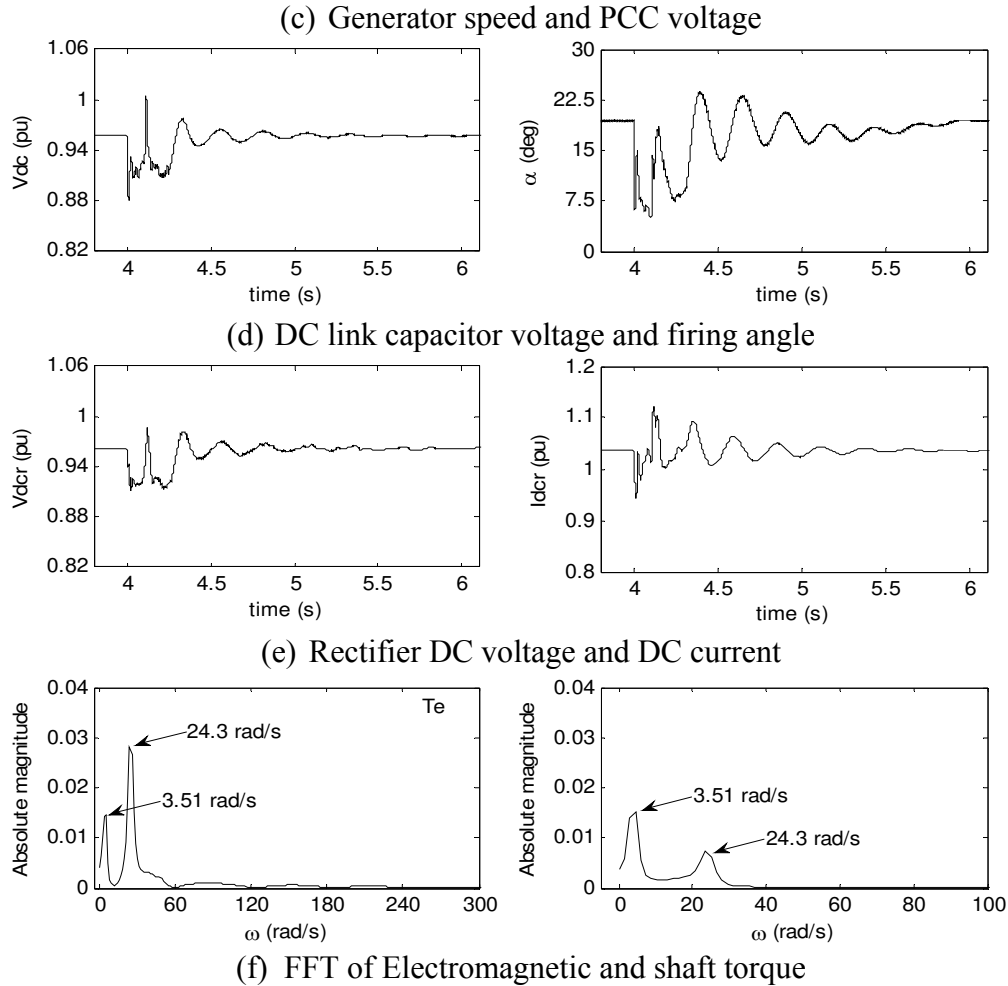 (c) Generator speed and PCC voltage
1.06
1
0.94
0.88
0.82
Vdc (pu)
4 4.5 5 5.5 6
time (s)
30
22.5
15
7.5
0
α (deg)
4 4.5 5 5.5 6
time (s)
(d) DC link capacitor voltage and firing angle
1.06
1
0.94
0.88
0.82
Vdcr (pu)
4 4.5 5 5.5 6
time (s)
1.2
1.1
1
0.9
0.8
Idcr (pu)
4 4.5 5 5.5 6
time (s)
(e) Rectifier DC voltage and DC current
0.04
0.03
0.02
0.01
0
Absolute magnitude
Te
24.3 rad/s
3.51 rad/s
0 60 120 180 240 300
ω (rad/s)
0.04
0.03
0.02
0.01
0
Absolute magnitude
3.51 rad/s
24.3 rad/s
0 20 40 60 80 100
ω (rad/s)
(f) FFT of Electromagnetic and shaft torque